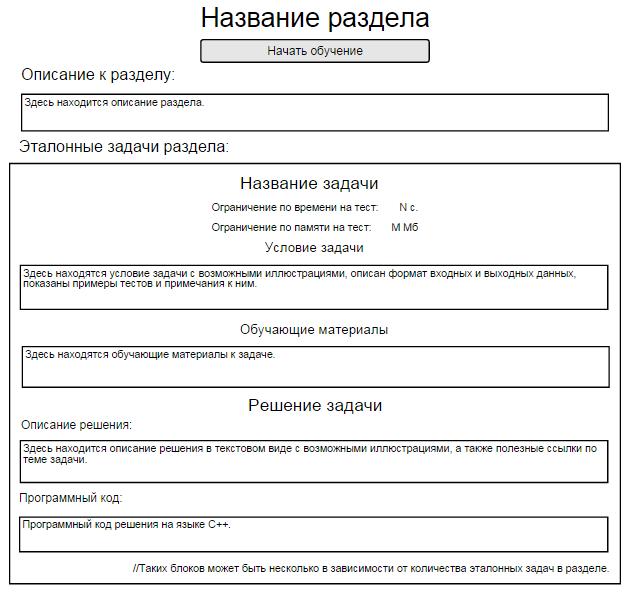 Название раздела
Начать обучение
Описание к разделу:
Здесь находится описание раздела.
Эталонные задачи раздела:
Название задачи
Ограничение по времени на тест: N с.
Ограничение по памяти на тест: М Мб
Условие задачи
Здесь находятся условие задачи с возможными иллюстрациями, описан формат входных и выходных данных,
показаны примеры тестов и примечания к ним.
Обучающие материалы
Здесь находятся обучающие материалы к задаче.
Решение задачи
Описание решения:
Здесь находится описание решения в текстовом виде с возможными иллюстрациями, а также полезные ссылки по
теме задачи.
Программный код:
Программный код решения на языке C++.
//Таких блоков может быть несколько в зависимости от количества эталонных задач в разделе.